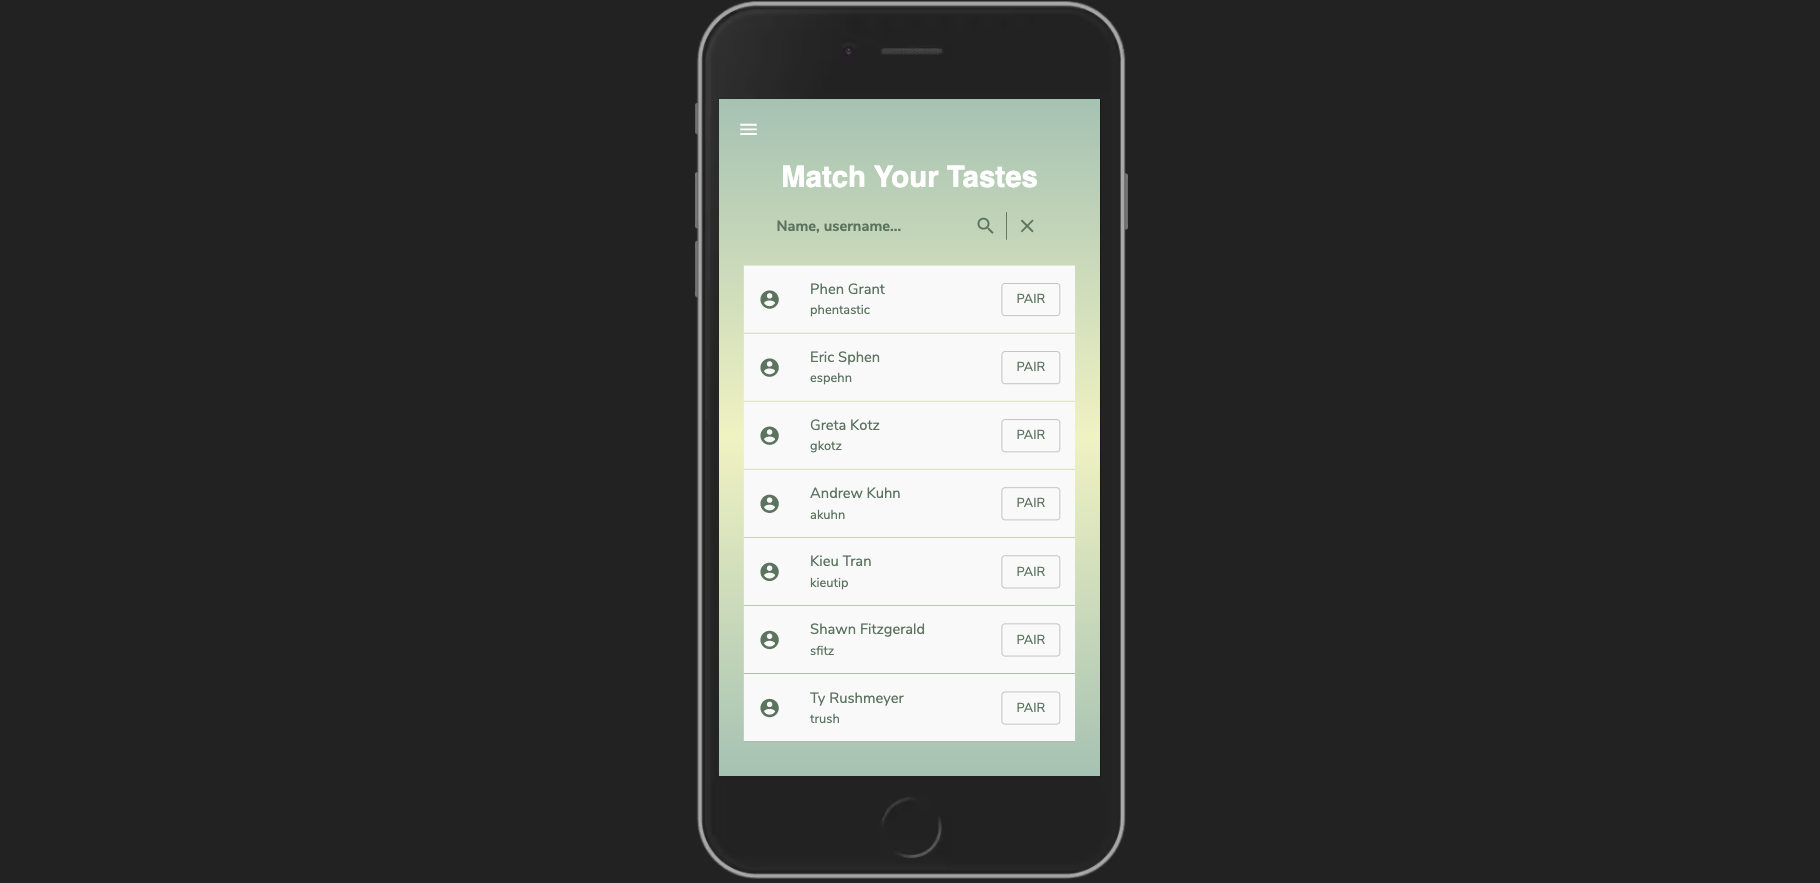 Match Your Tastes
Name, username...
Phen Grant
phentastic
PAIR
Eric Sphen
espehn
PAIR
Greta Kotz
gkotz
PAIR
Andrew Kuhn
akuhn
PAIR
Kieu Tran
kieutip
PAIR
Shawn Fitzgerald
sfitz
PAIR
Ty Rushmeyer
trush
PAIR